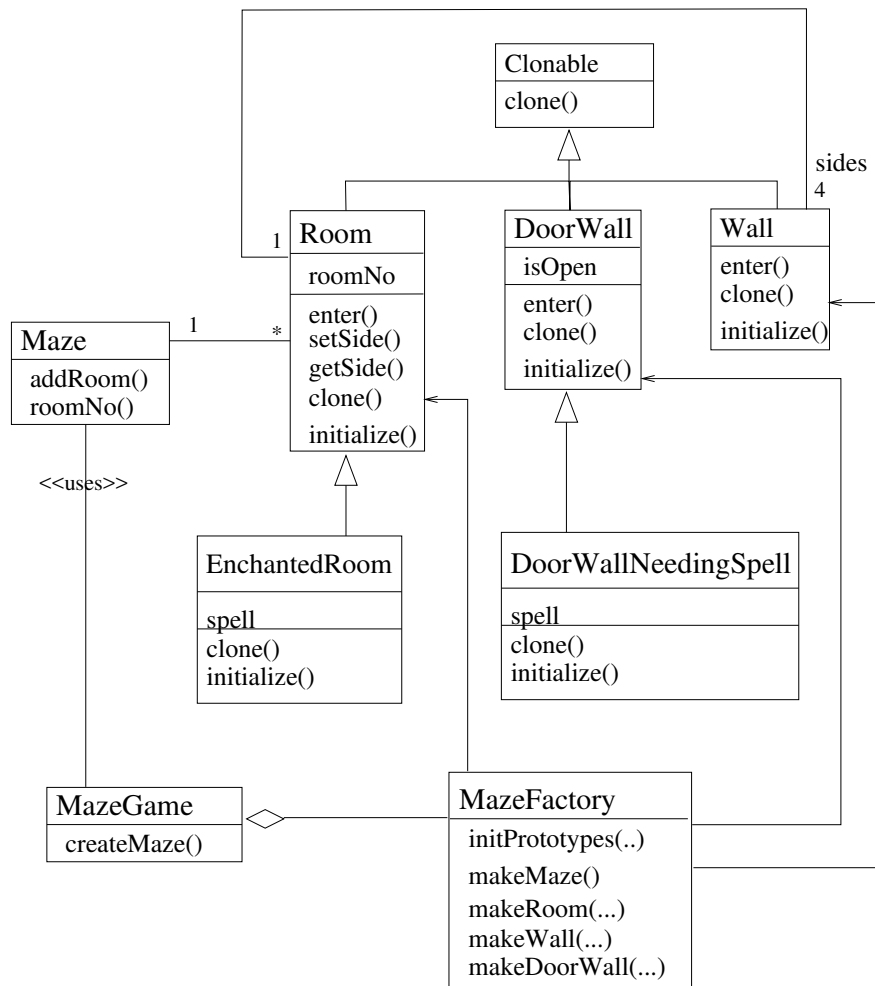 Clonable
clone()
sides
4
1
Room
roomNo
enter()
setSide()
getSide()
clone()
initialize()
DoorWall
isOpen
enter()
clone()
initialize()
Wall
enter()
clone()
initialize()
1
*
Maze
addRoom()
roomNo()
<<uses>>
EnchantedRoom
spell
clone()
initialize()
DoorWallNeedingSpell
spell
clone()
initialize()
MazeGame
createMaze()
MazeFactory
initPrototypes(..)
makeMaze()
makeRoom(...)
makeWall(...)
makeDoorWall(...)